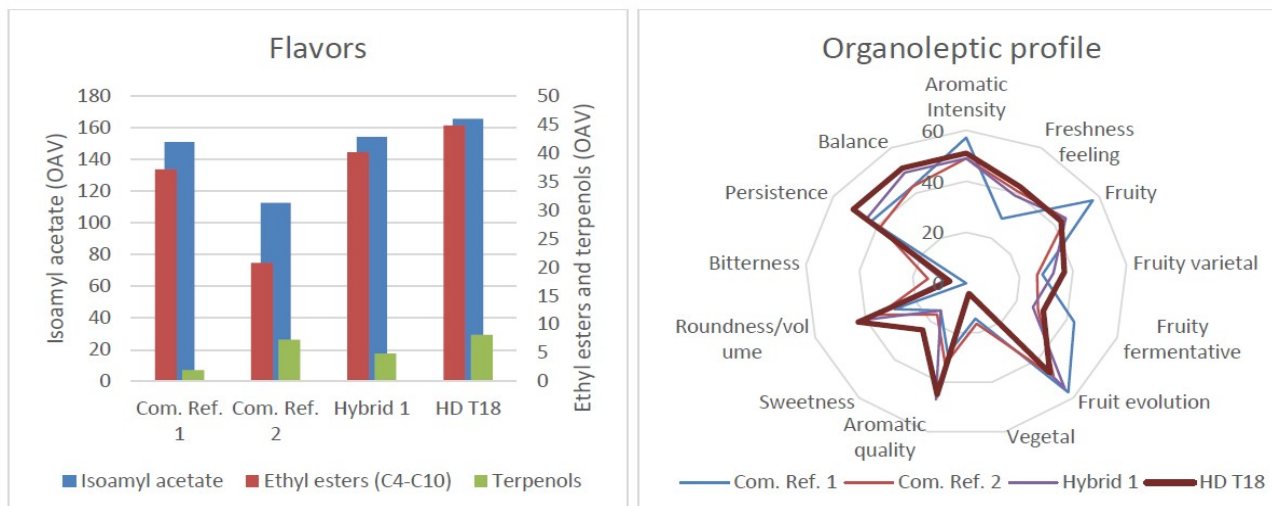 Flavors
Isoamyl acetate (OAV)
180
160
140
120
100
80
60
40
20
0
50
45
40
35
30
25
20
15
10
5
0
Ethyl esters and terpenols (OAV)
Com. Ref.
1
Com. Ref.
2
Hybrid 1
HD T18
Isoamyl acetate
Ethyl esters (C4-C10)
Terpenols
Organoleptic profile
Aromatic
Intensity
Freshness
feeling
Fruity
Fruity varietal
Fruity
fermentative
Fruit evolution
Vegetal
Aromatic
quality
Sweetness
Roundness/vol
ume
Bitterness
Persistence
Balance
60
40
20
0
Com. Ref. 1
Com. Ref. 2
Hybrid 1
HD T18